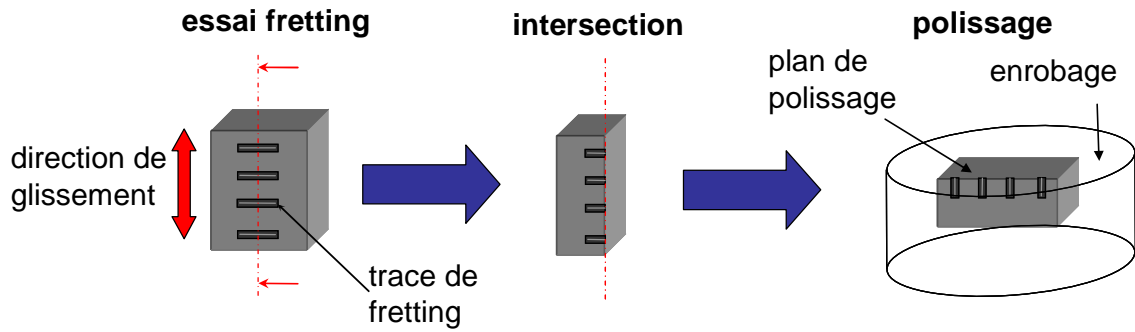 essai fretting
intersection
polissage
plan de
polissage
enrobage
direction de
glissement
trace de
fretting